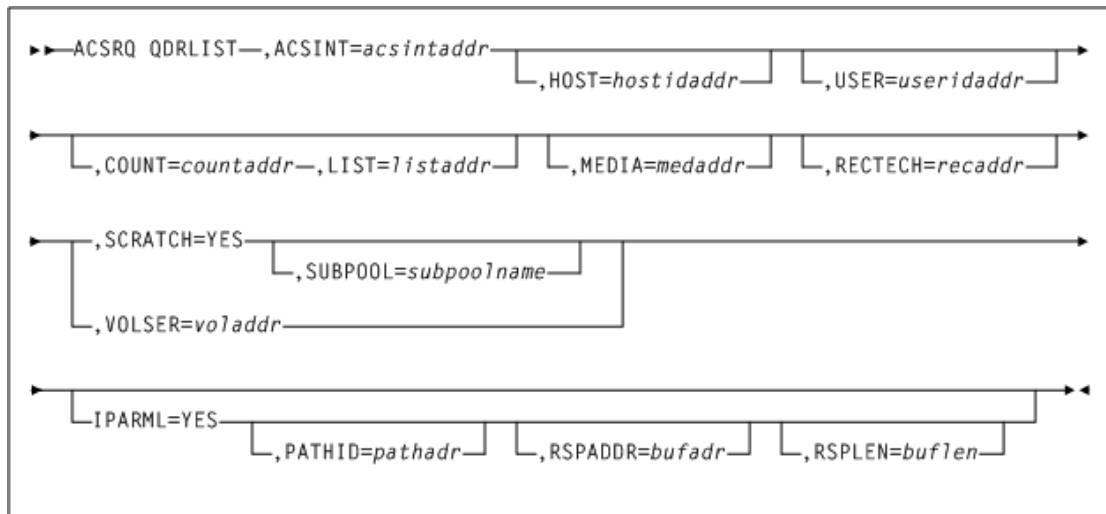 ACSRQ QDRLIST ,ACSINT=acsintaddr
,HOST=hostidaddr ,USER=useridaddr
,COUNT=countaddr ,LIST=listaddr ,MEDIA=medaddr ,RECTECH=recaddr
,SCRATCH=YES
,SUBPOOL=subpoolname
,VOLSER=voladdr
IPARML=YES
,PATHID=pathadr ,RSPADDR=bufadr ,RSPLEN=buflen